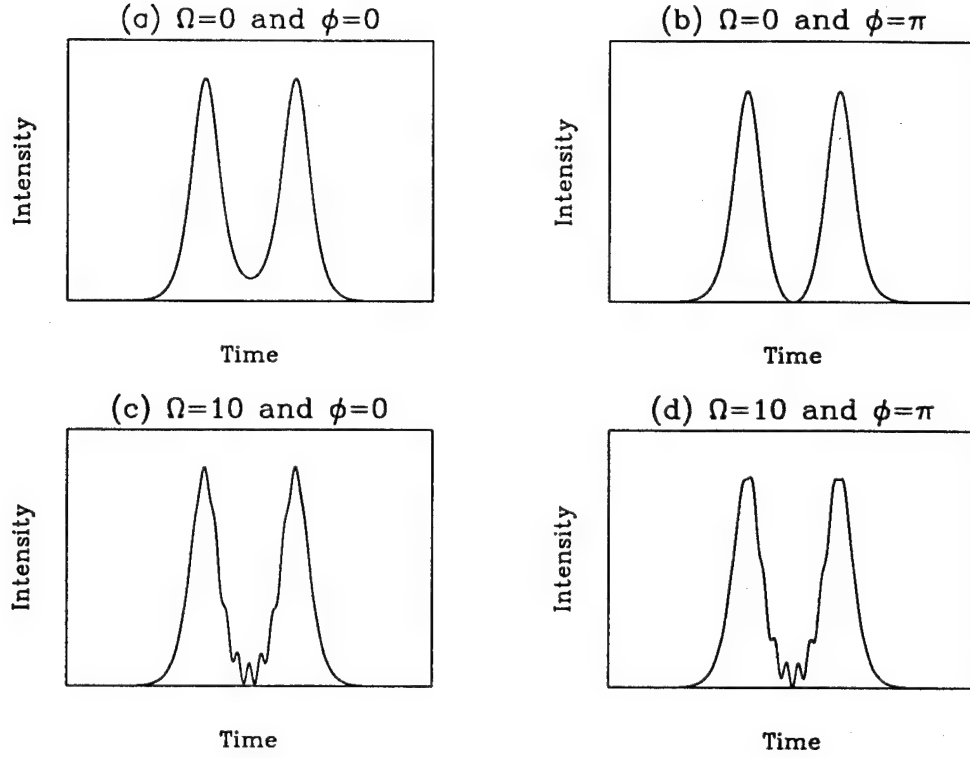 (a) Ω=0 and ϕ=0
Intensity
Time
(b) Ω=0 and ϕ=π
Intensity
Time
(c) Ω=10 and ϕ=0
Intensity
Time
(d) Ω=10 and ϕ=π
Intensity
Time